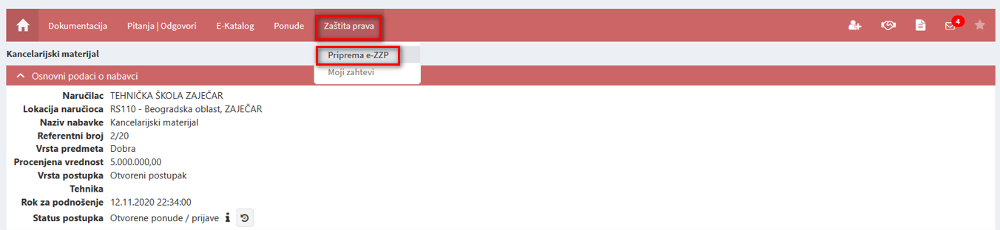 Dokumentacija Pitanja | Odgovori E-Katalog Ponude Zaštita prava 4
Priprema e-ZZP
Moji zahtevi
Kancelarijski materijal
Osnovni podaci o nabavci
Naručilac TEHNIČKA ŠKOLA ZAJEČAR
Lokacija naručioca RS110 - Beogradska oblast, ZAJEČAR
Naziv nabavke Kancelarijski materijal
Referentni broj 2/20
Vrsta predmeta Dobra
Procenjena vrednost 5.000.000,00
Vrsta postupka Otvoreni postupak
Tehnika
Rok za podnošenje 12.11.2020 22:34:00
Status postupka Otvorene ponude / prijave